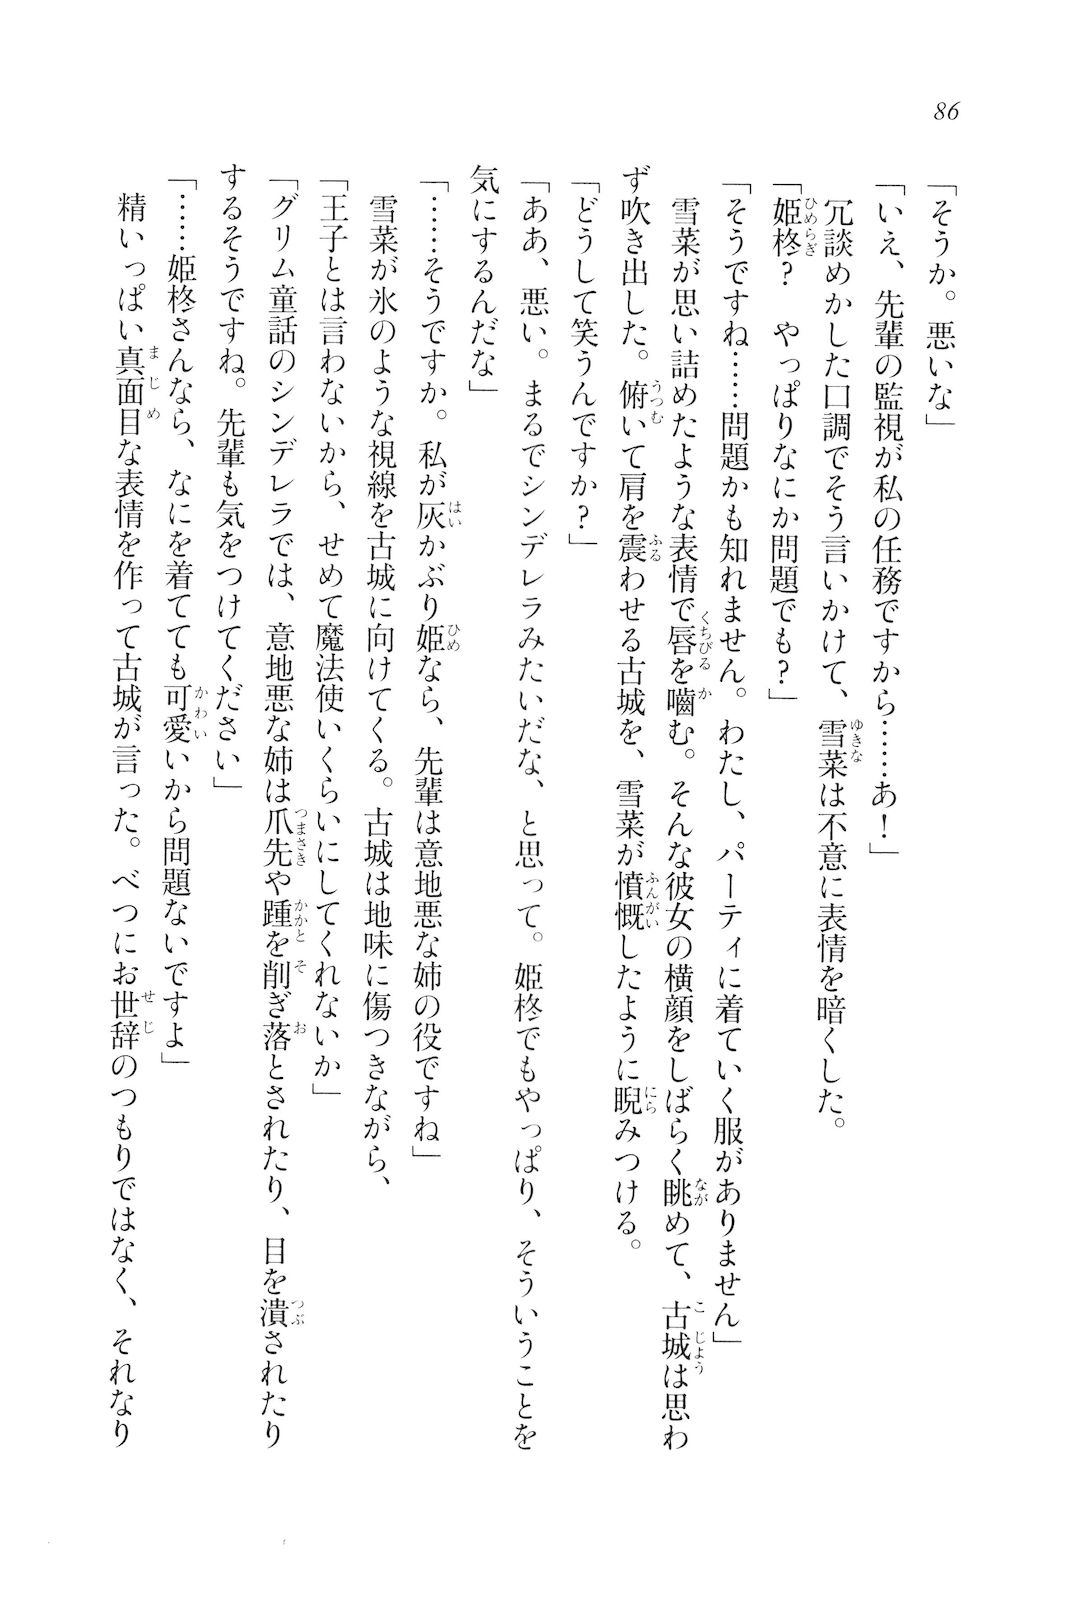 86
「そうか。悪いな」
「いえ、先輩の監視が私の任務ですから……あ！」
冗談めかした口調でそう言いかけて、雪菜は不意に表情を暗くした。
「姫柊？　やっぱりなにか問題でも？」
「そうですね……問題かも知れません。わたし、パーティに着ていく服がありません」
雪菜が思い詰めたような表情で唇を嚙む。そんな彼女の横顔をしばらく眺めて、古城は思わ
ず吹き出した。俯いて肩を震わせる古城を、雪菜が憤慨したように睨みつける。
「どうして笑うんですか？」
「ああ、悪い。まるでシンデレラみたいだな、と思って。姫柊でもやっぱり、そういうことを
気にするんだな」
「……そうですか。私が灰かぶり姫なら、先輩は意地悪な姉の役ですね」
雪菜が氷のような視線を古城に向けてくる。古城は地味に傷つきながら、
「王子とは言わないから、せめて魔法使いくらいにしてくれないか」
「グリム童話のシンデレラでは、意地悪な姉は爪先や踵を削ぎ落とされたり、目を潰されたり
するそうですね。先輩も気をつけてください」
「……姫柊さんなら、なにを着てても可愛いから問題ないですよ」
精いっぱい真面目な表情を作って古城が言った。べつにお世辞のつもりではなく、それなり